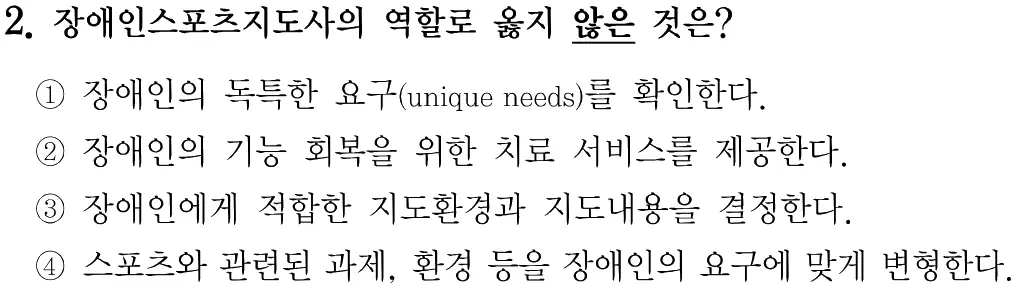 2. 장애인스포츠지도사의 역할로 옳지 않은 것은?
① 장애인의 독특한 요구(unique needs)를 확인한다.
② 장애인의 기능 회복을 위한 치료 서비스를 제공한다.
③ 장애인에게 적합한 지도환경과 지도내용을 결정한다.
④ 스포츠와 관련된 과제, 환경 등을 장애인의 요구에 맞게 변형한다.